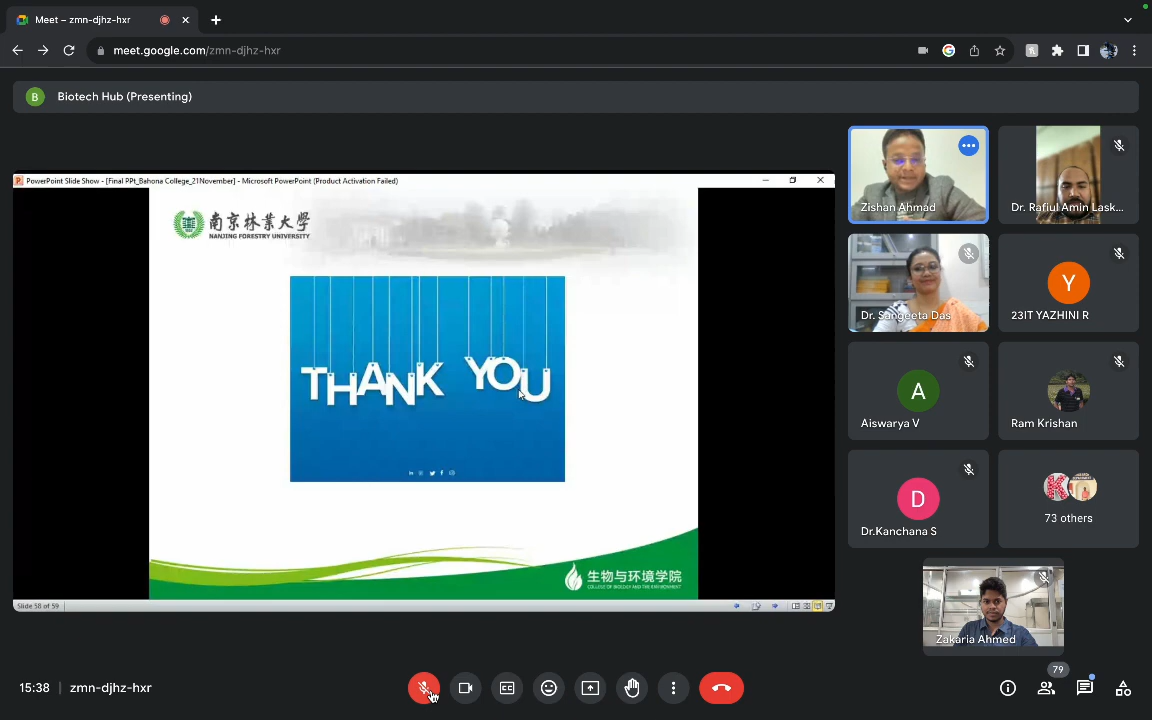 Meet – zmn-djhz-hxr
meet.google.com/zmn-djhz-hxr
B
Biotech Hub (Presenting)
PowerPoint Slide Show - [Final PPt_Bahona College_21November] - Microsoft PowerPoint (Product Activation Failed)
南京林業大學
NANJING FORESTRY UNIVERSITY
THANK YOU
生物与环境学院
COLLEGE OF BIOLOGY AND THE ENVIRONMENT
Slide 58 of 59
Zishan Ahmad
Dr. Rafiul Amin Lask...
Dr. Sangeeta Das
Y
23IT YAZHINI R
A
Aiswarya V
Ram Krishan
D
Dr.Kanchana S
K
73 others
Zakaria Ahmed
15:38
zmn-djhz-hxr
79